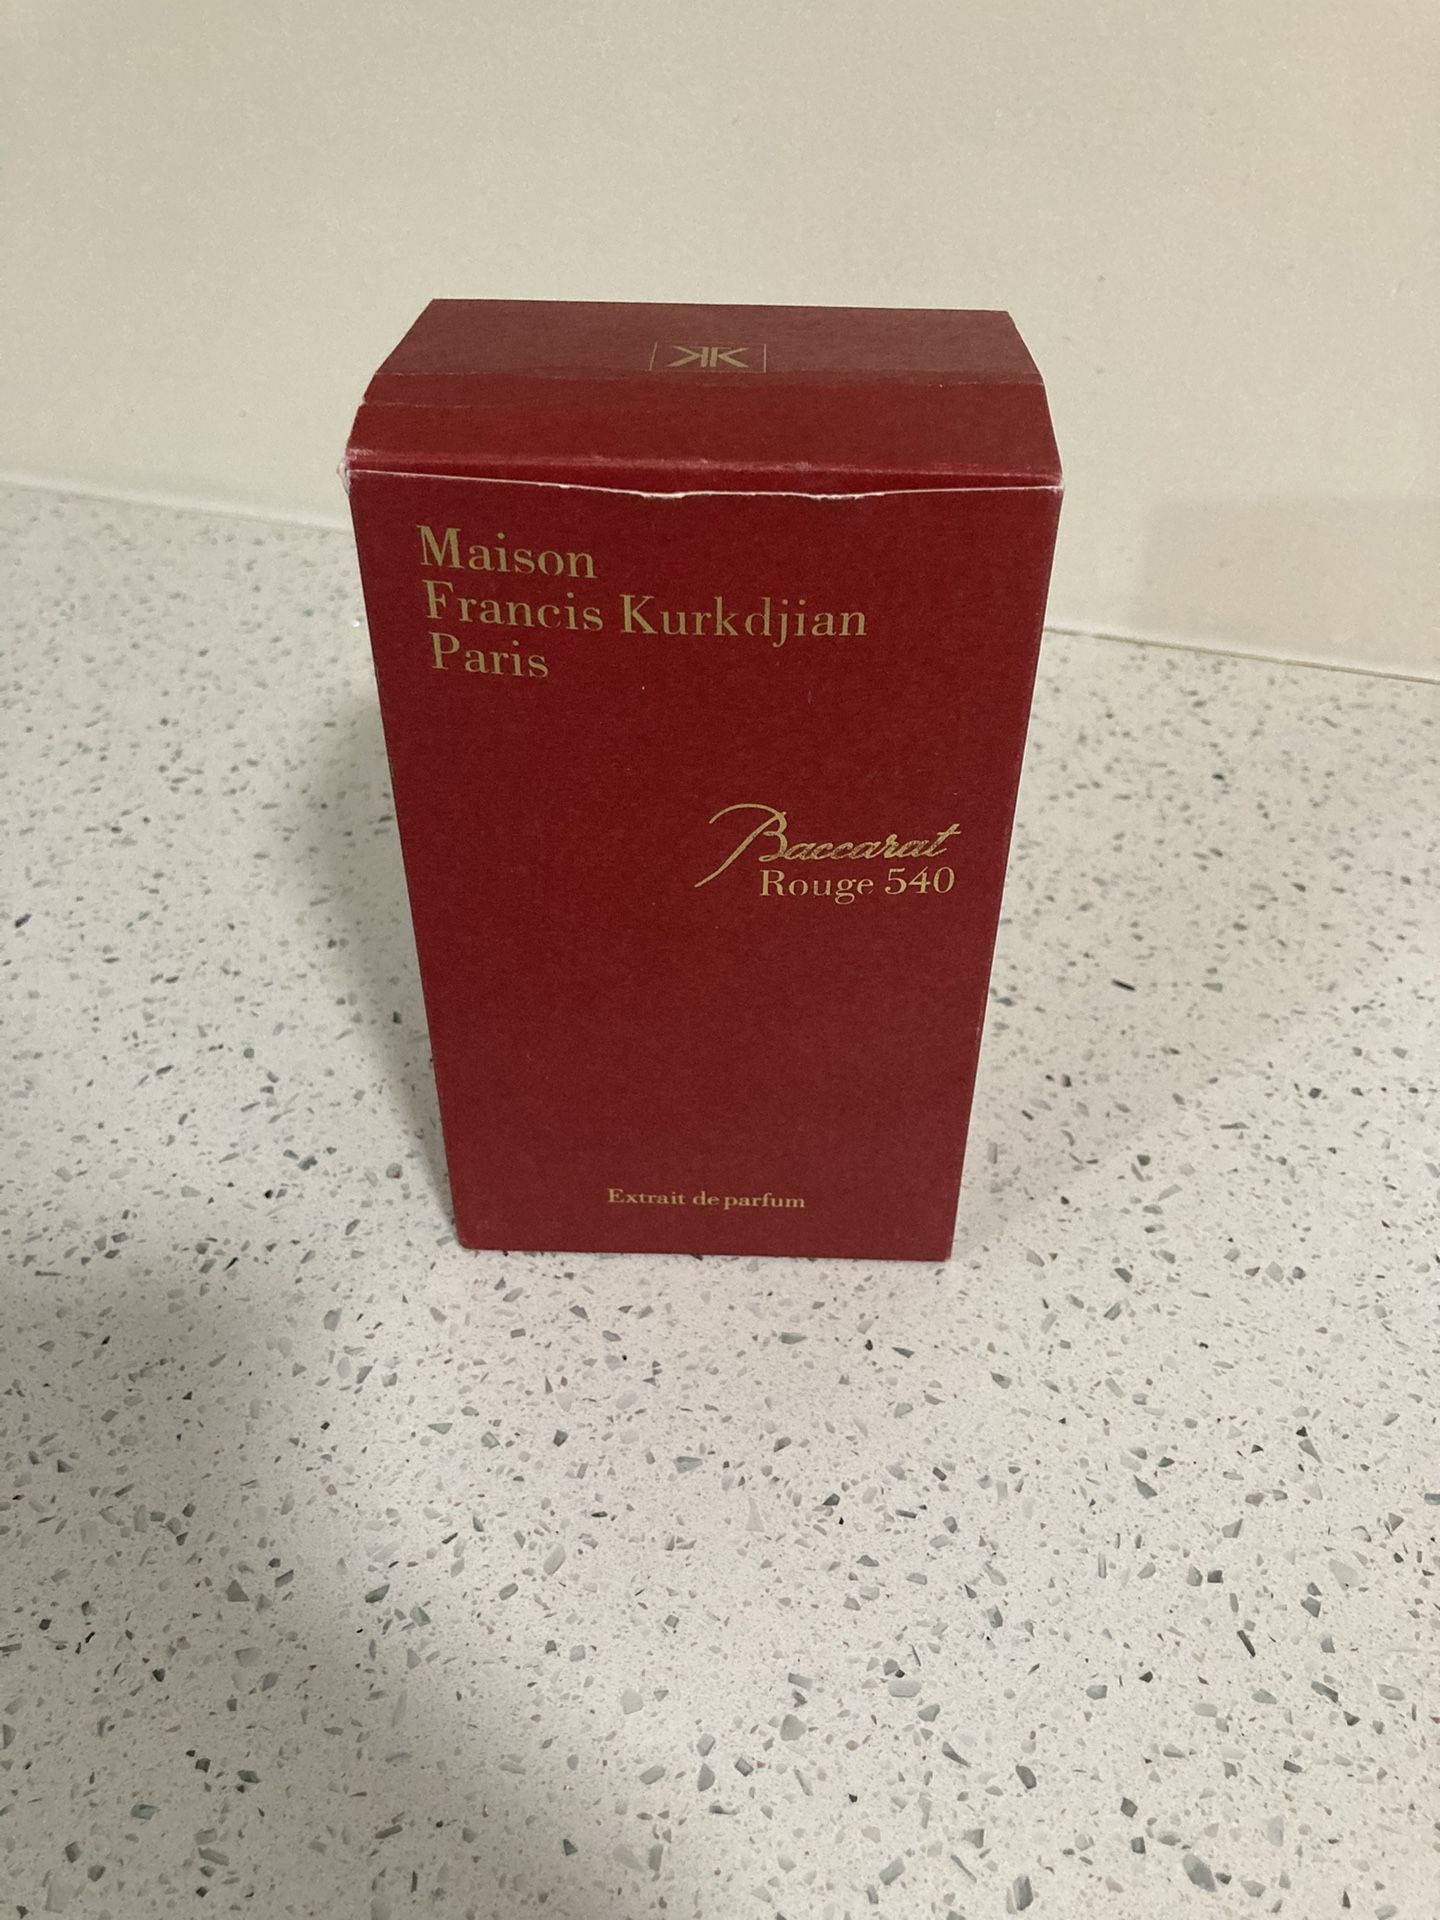 Maison
Francis Kurkdjian
Paris
Baccarat
Rouge 540
Extrait de parfum